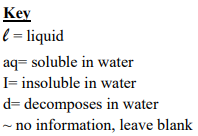 Key
ℓ = liquid
aq= soluble in water
I= insoluble in water
d= decomposes in water
~ no information, leave blank